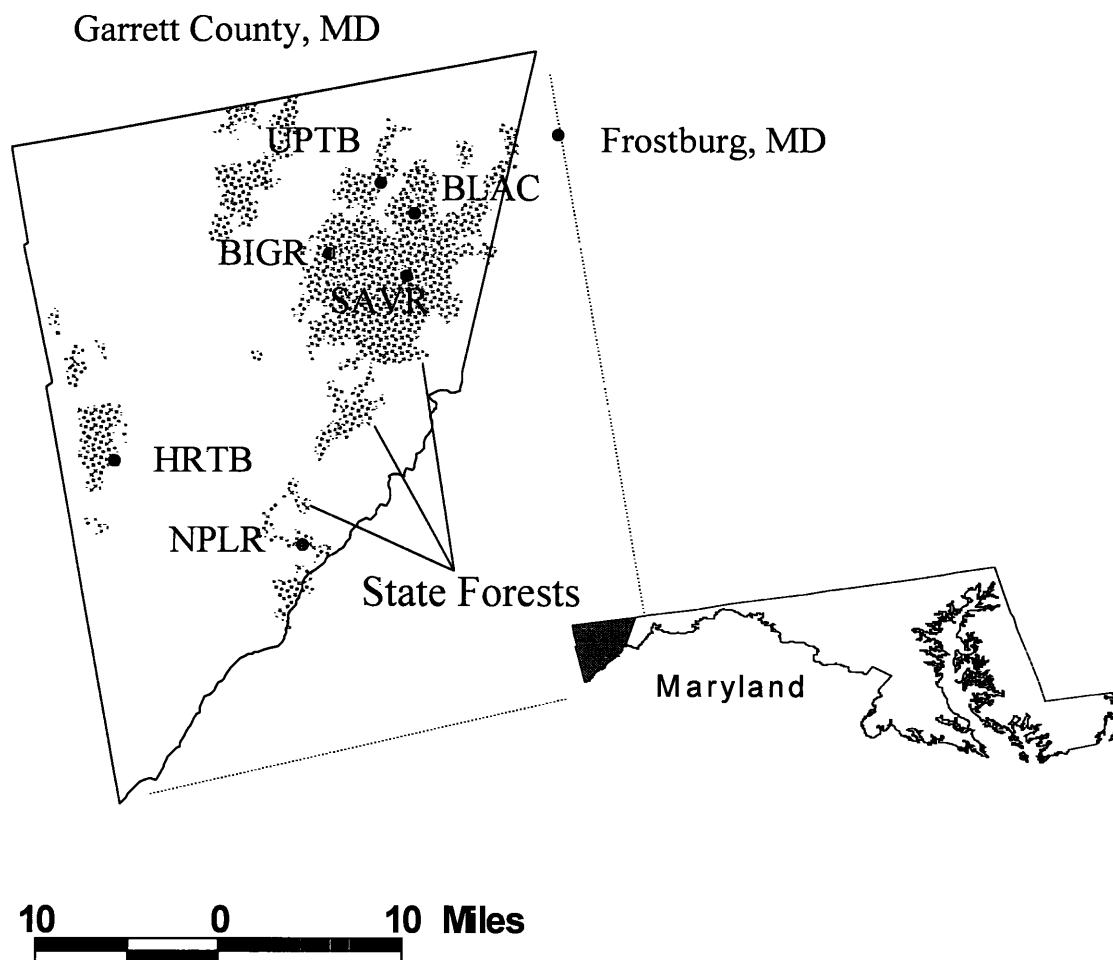 Garrett County, MD
UPTB
Frostburg, MD
BLAC
BIGR
SAVR
HRTB
NPLR
State Forests
Maryland
10 0 10 Miles